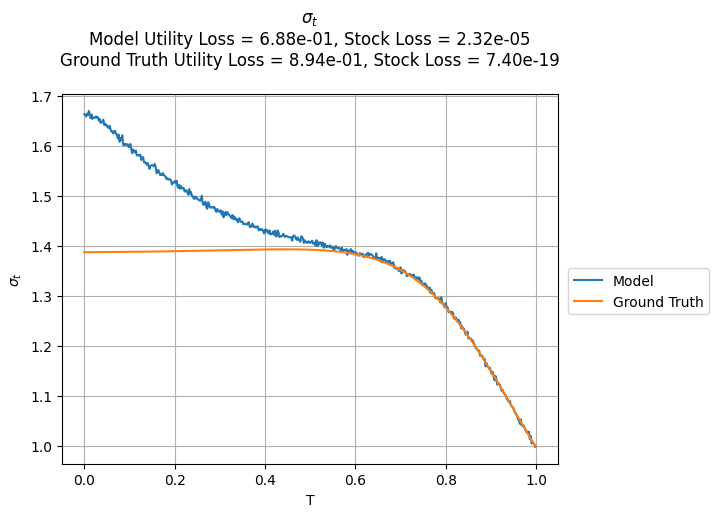 σt
Model Utility Loss = 6.88e-01, Stock Loss = 2.32e-05
Ground Truth Utility Loss = 8.94e-01, Stock Loss = 7.40e-19
1.7
1.6
1.5
1.4
1.3
1.2
1.1
1.0
σt
0.0 0.2 0.4 0.6 0.8 1.0
T
Model
Ground Truth